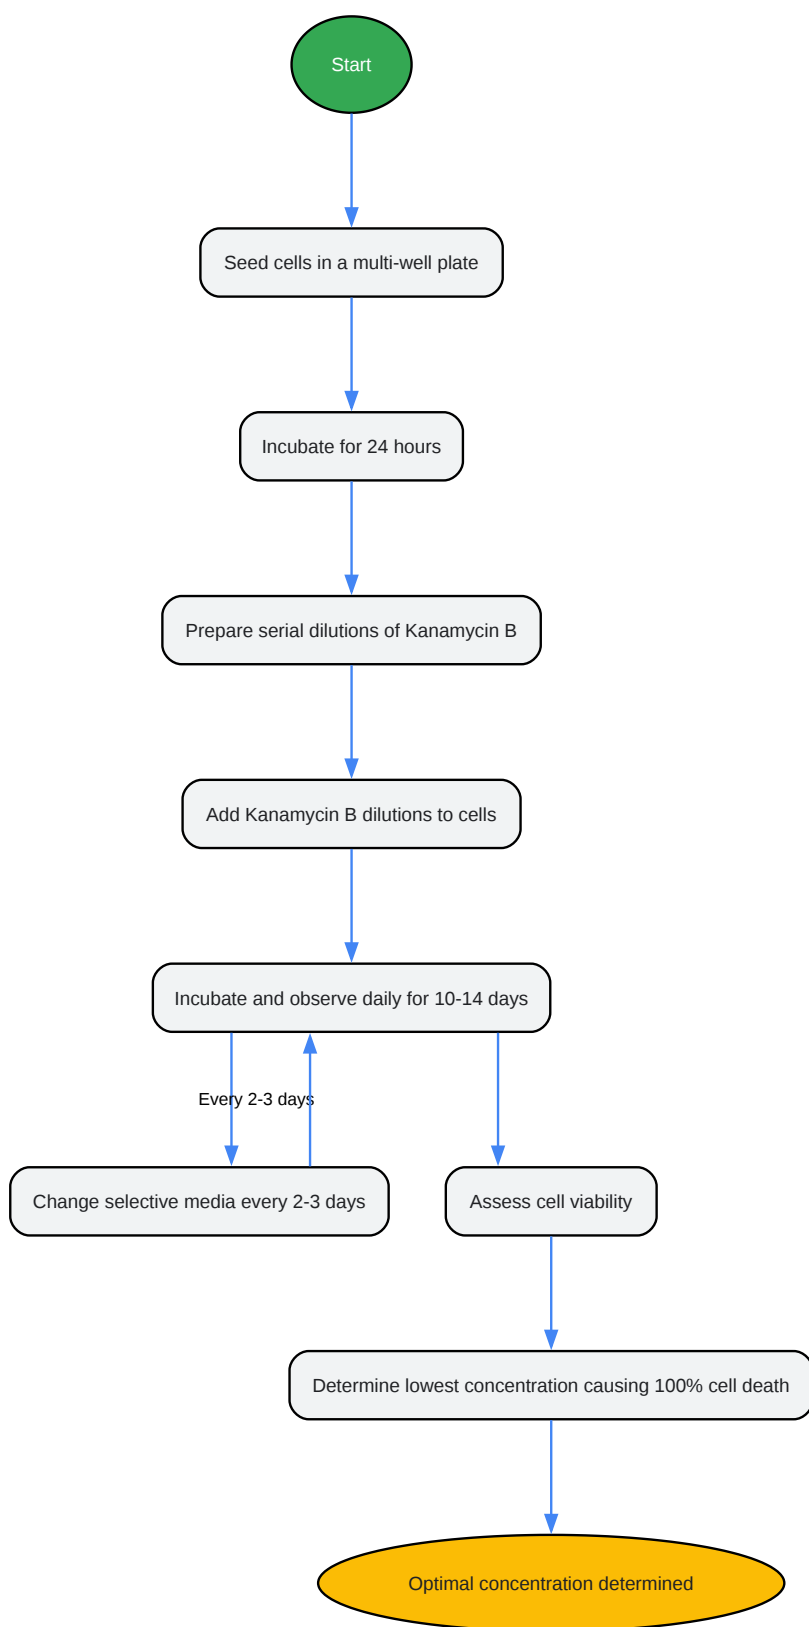 Start
Seed cells in a multi-well plate
Incubate for 24 hours
Prepare serial dilutions of Kanamycin B
Add Kanamycin B dilutions to cells
Incubate and observe daily for 10-14 days
Every 2-3 days
Change selective media every 2-3 days
Assess cell viability
Determine lowest concentration causing 100% cell death
Optimal concentration determined